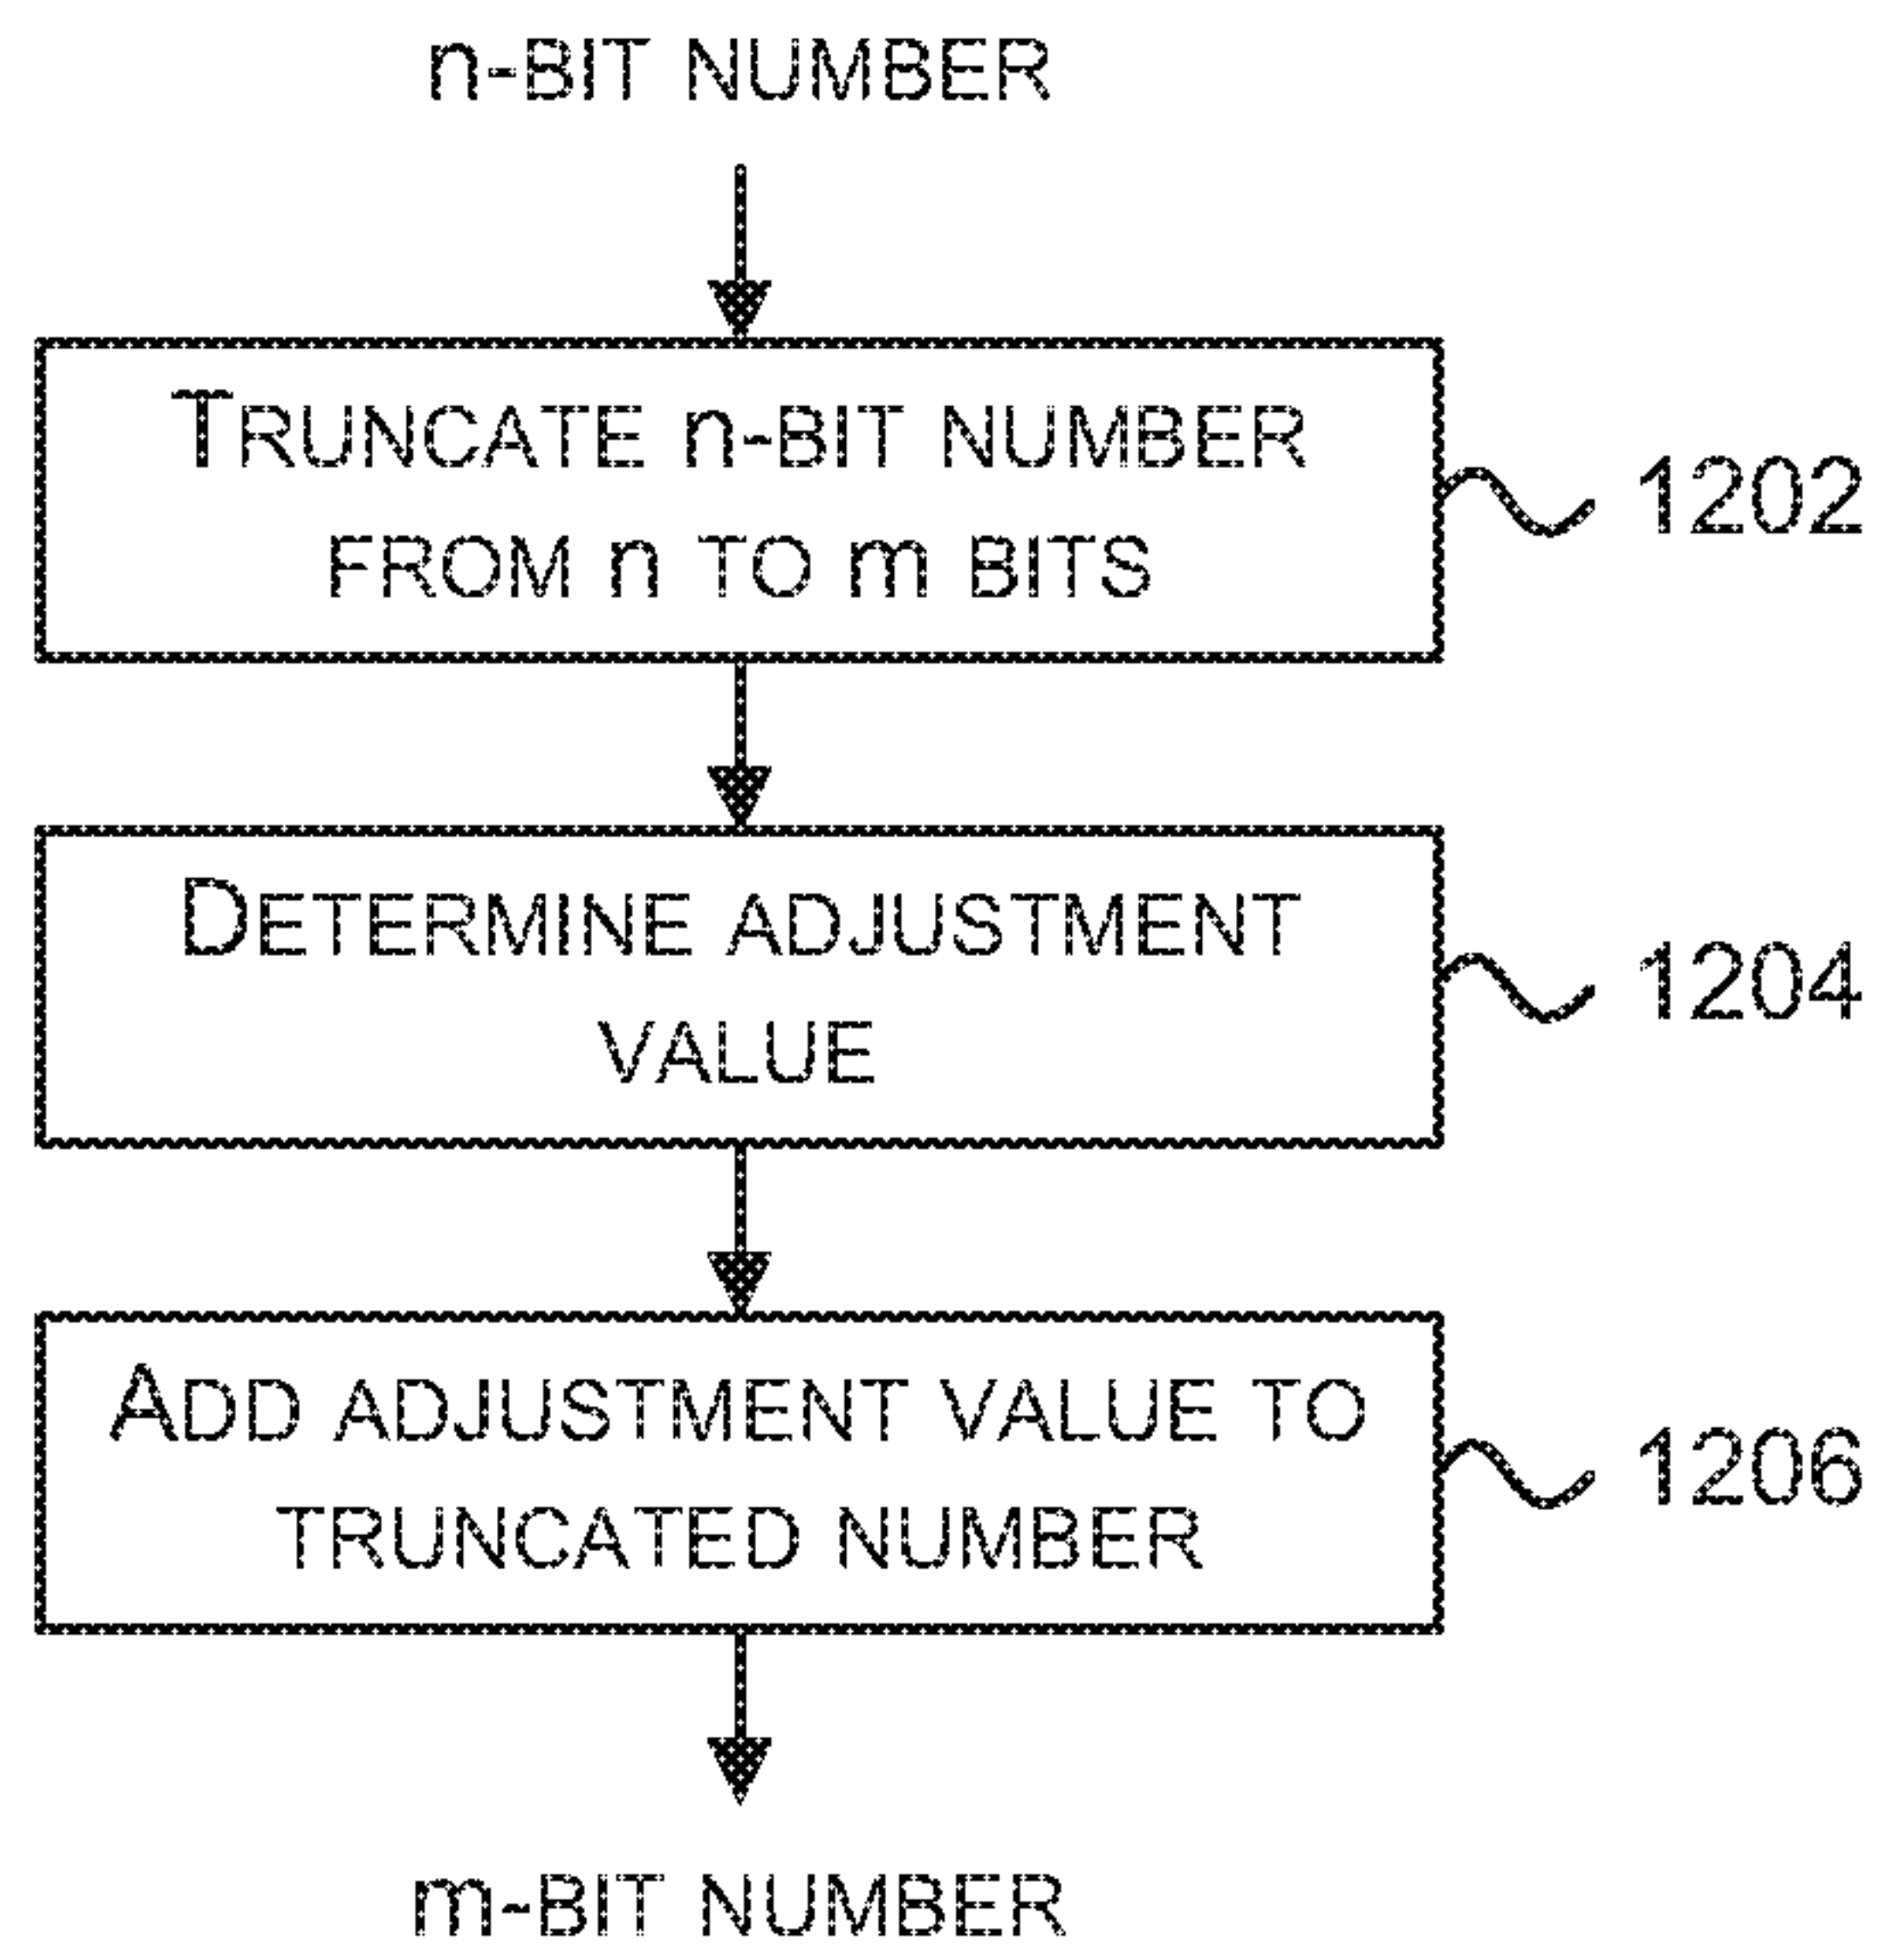 n-BIT NUMBER
TRUNCATE n-BIT NUMBER
FROM n TO m BITS
1202
DETERMINE ADJUSTMENT
VALUE
1204
ADD ADJUSTMENT VALUE TO
TRUNCATED NUMBER
1206
m-BIT NUMBER